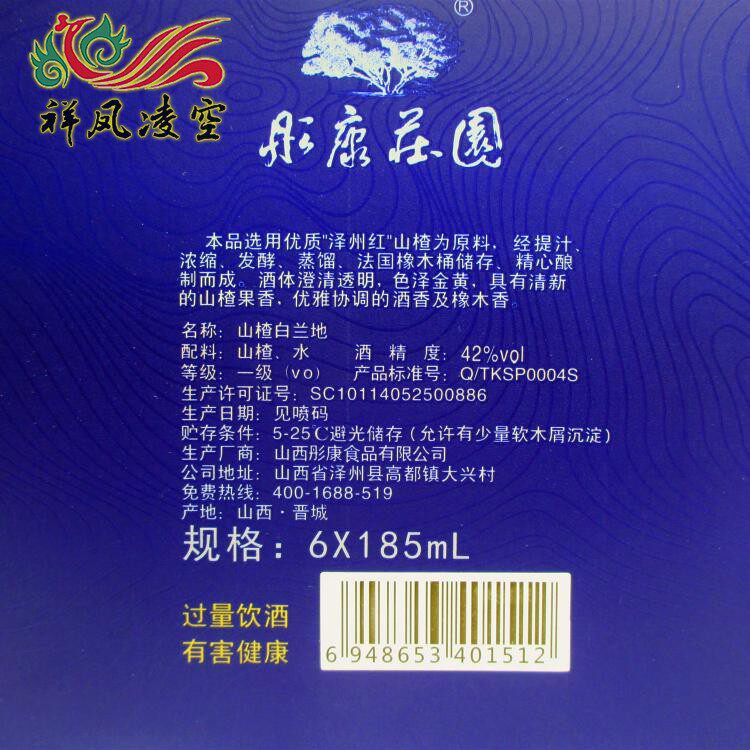 ®
祥凤凌空
彤康莊園
本品选用优质"泽州红"山楂为原料，经提汁、
浓缩、发酵、蒸馏、法国橡木桶储存、精心酿
制而成。酒体澄清透明，色泽金黄，具有清新
的山楂果香，优雅协调的酒香及橡木香。
名称：山楂白兰地
配料：山楂、水 酒 精 度：42%vol
等级：一级（vo） 产品标准号：Q/TKSP0004S
生产许可证号：SC10114052500886
生产日期：见喷码
贮存条件：5-25℃避光储存（允许有少量软木屑沉淀）
生产厂商：山西彤康食品有限公司
公司地址：山西省泽州县高都镇大兴村
免费热线：400-1688-519
产地：山西·晋城
规格：6X185mL
过量饮酒
有害健康
6 948653 401512